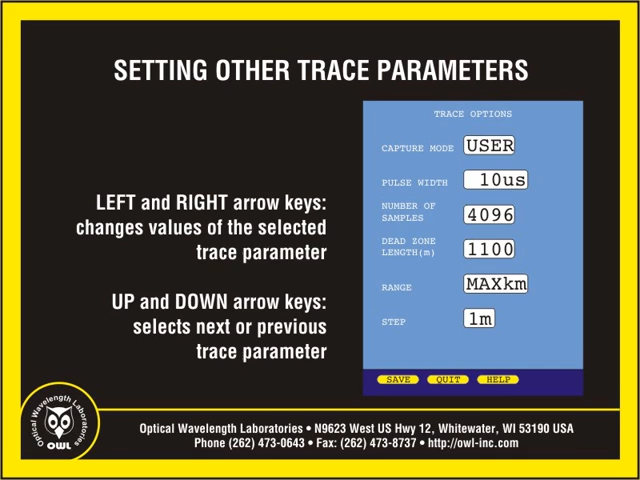 SETTING OTHER TRACE PARAMETERS
LEFT and RIGHT arrow keys:
changes values of the selected
trace parameter
UP and DOWN arrow keys:
selects next or previous
trace parameter
TRACE OPTIONS
CAPTURE MODE USER
PULSE WIDTH 10us
NUMBER OF
SAMPLES 4096
DEAD ZONE
LENGTH(m) 1100
RANGE MAXkm
STEP 1m
SAVE QUIT HELP
Optical Wavelength Laboratories
OWL
Optical Wavelength Laboratories • N9623 West US Hwy 12, Whitewater, WI 53190 USA
Phone (262) 473-0643 • Fax: (262) 473-8737 • http://owl-inc.com